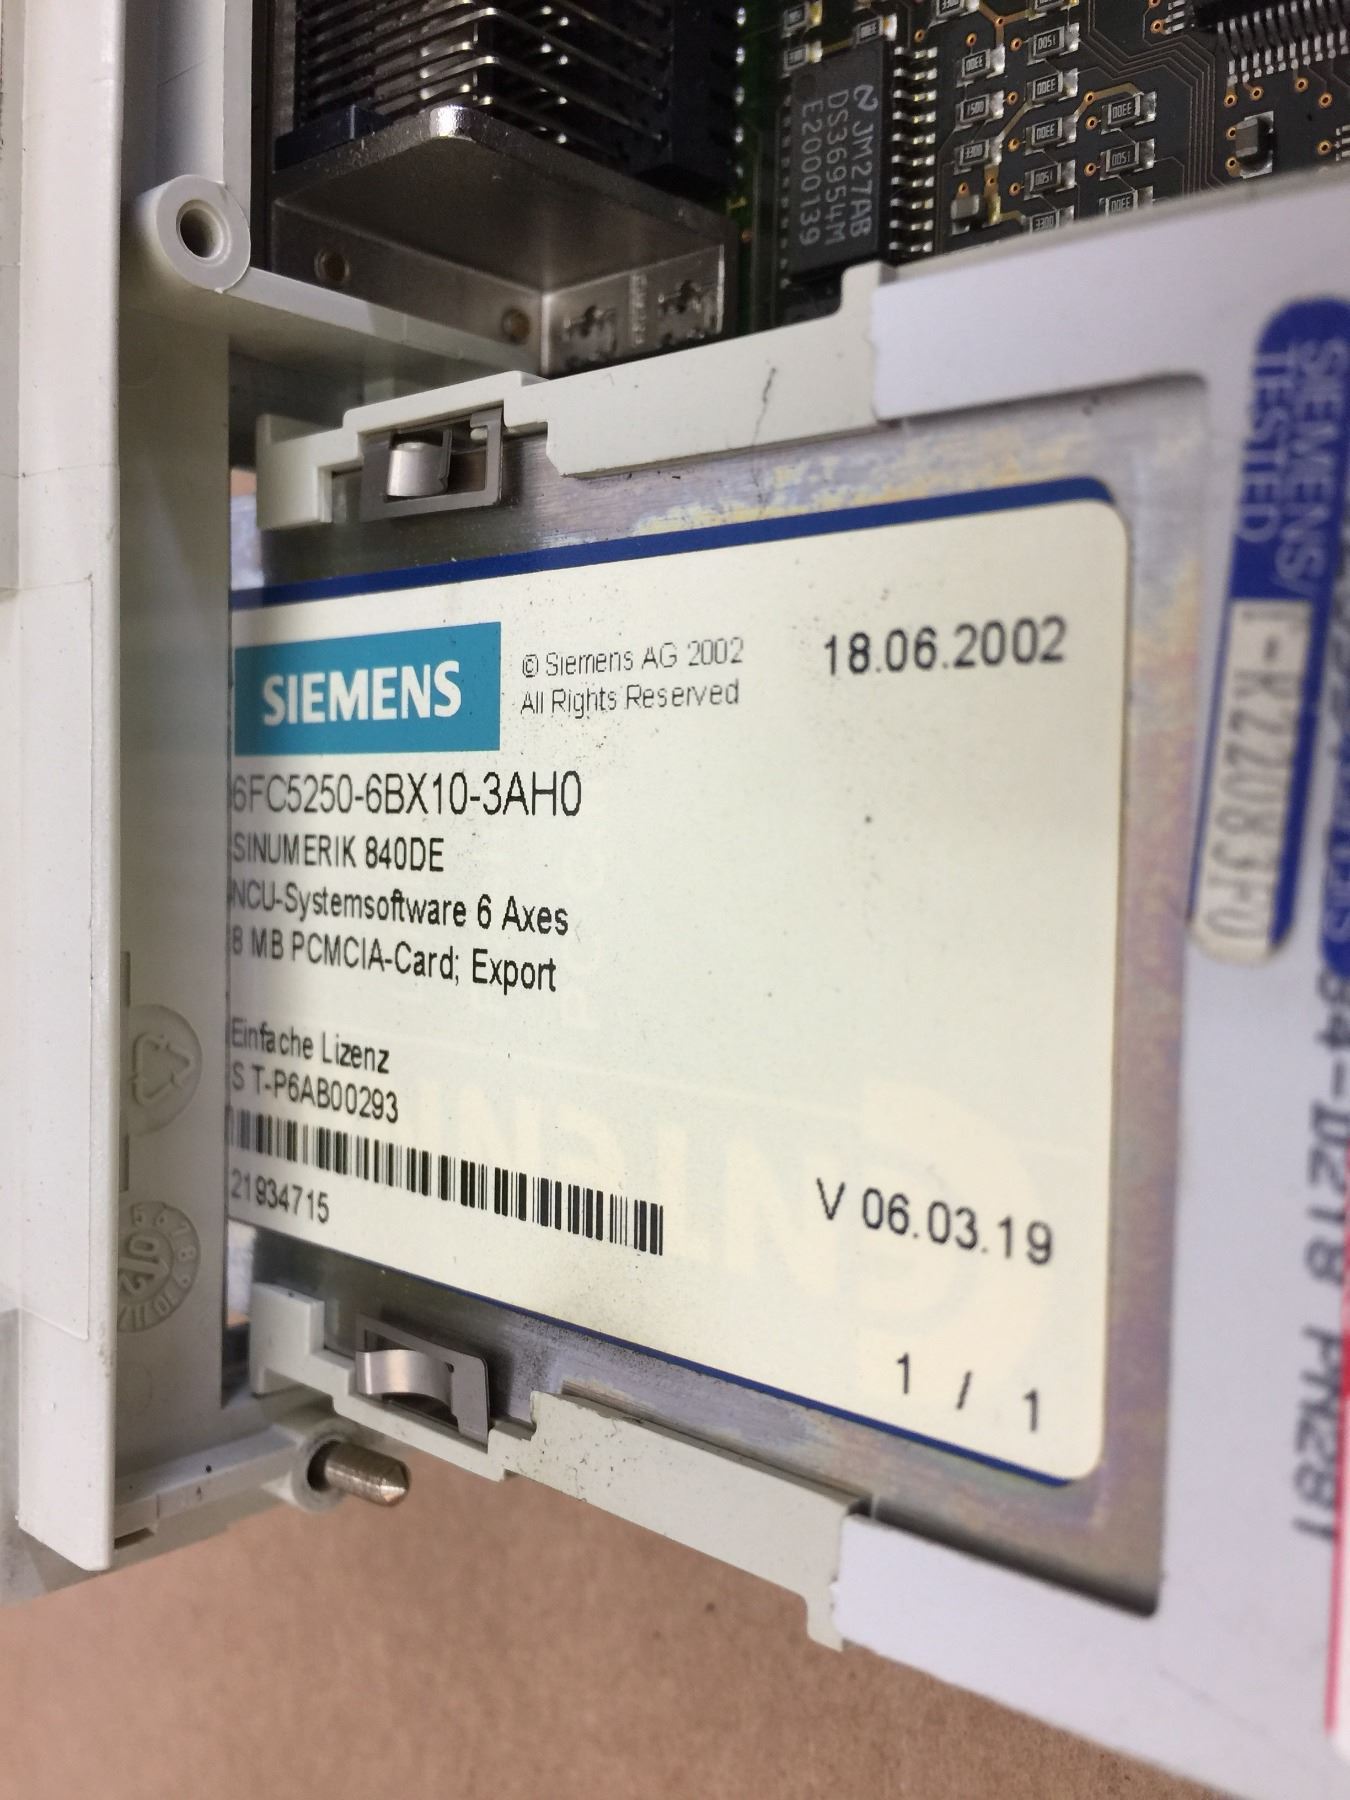 JM27AB
DS36954M
E2000139
SIEMENS
© Siemens AG 2002
All Rights Reserved
18.06.2002
6FC5250-6BX10-3AH0
SINUMERIK 840DE
NCU-Systemsoftware 6 Axes
8 MB PCMCIA-Card; Export
Einfache Lizenz
S T-P6AB00293
21934715
V 06.03.19
1 / 1
SIEMENS/
TESTED